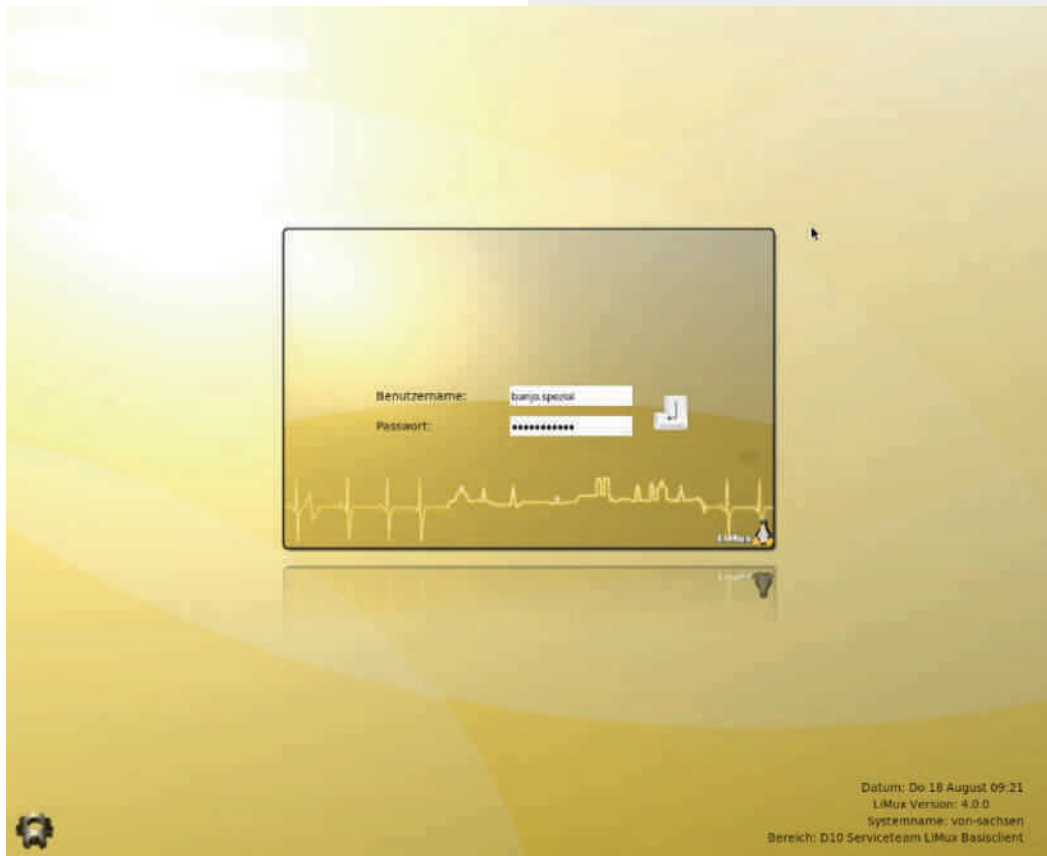 Benutzername:
banjo.spezial
Passwort:
LiMux
Datum: Do 18 August 09:21
LiMux Version: 4.0.0
Systemname: von-sachsen
Bereich: D10 Serviceteam LiMux Basisclient